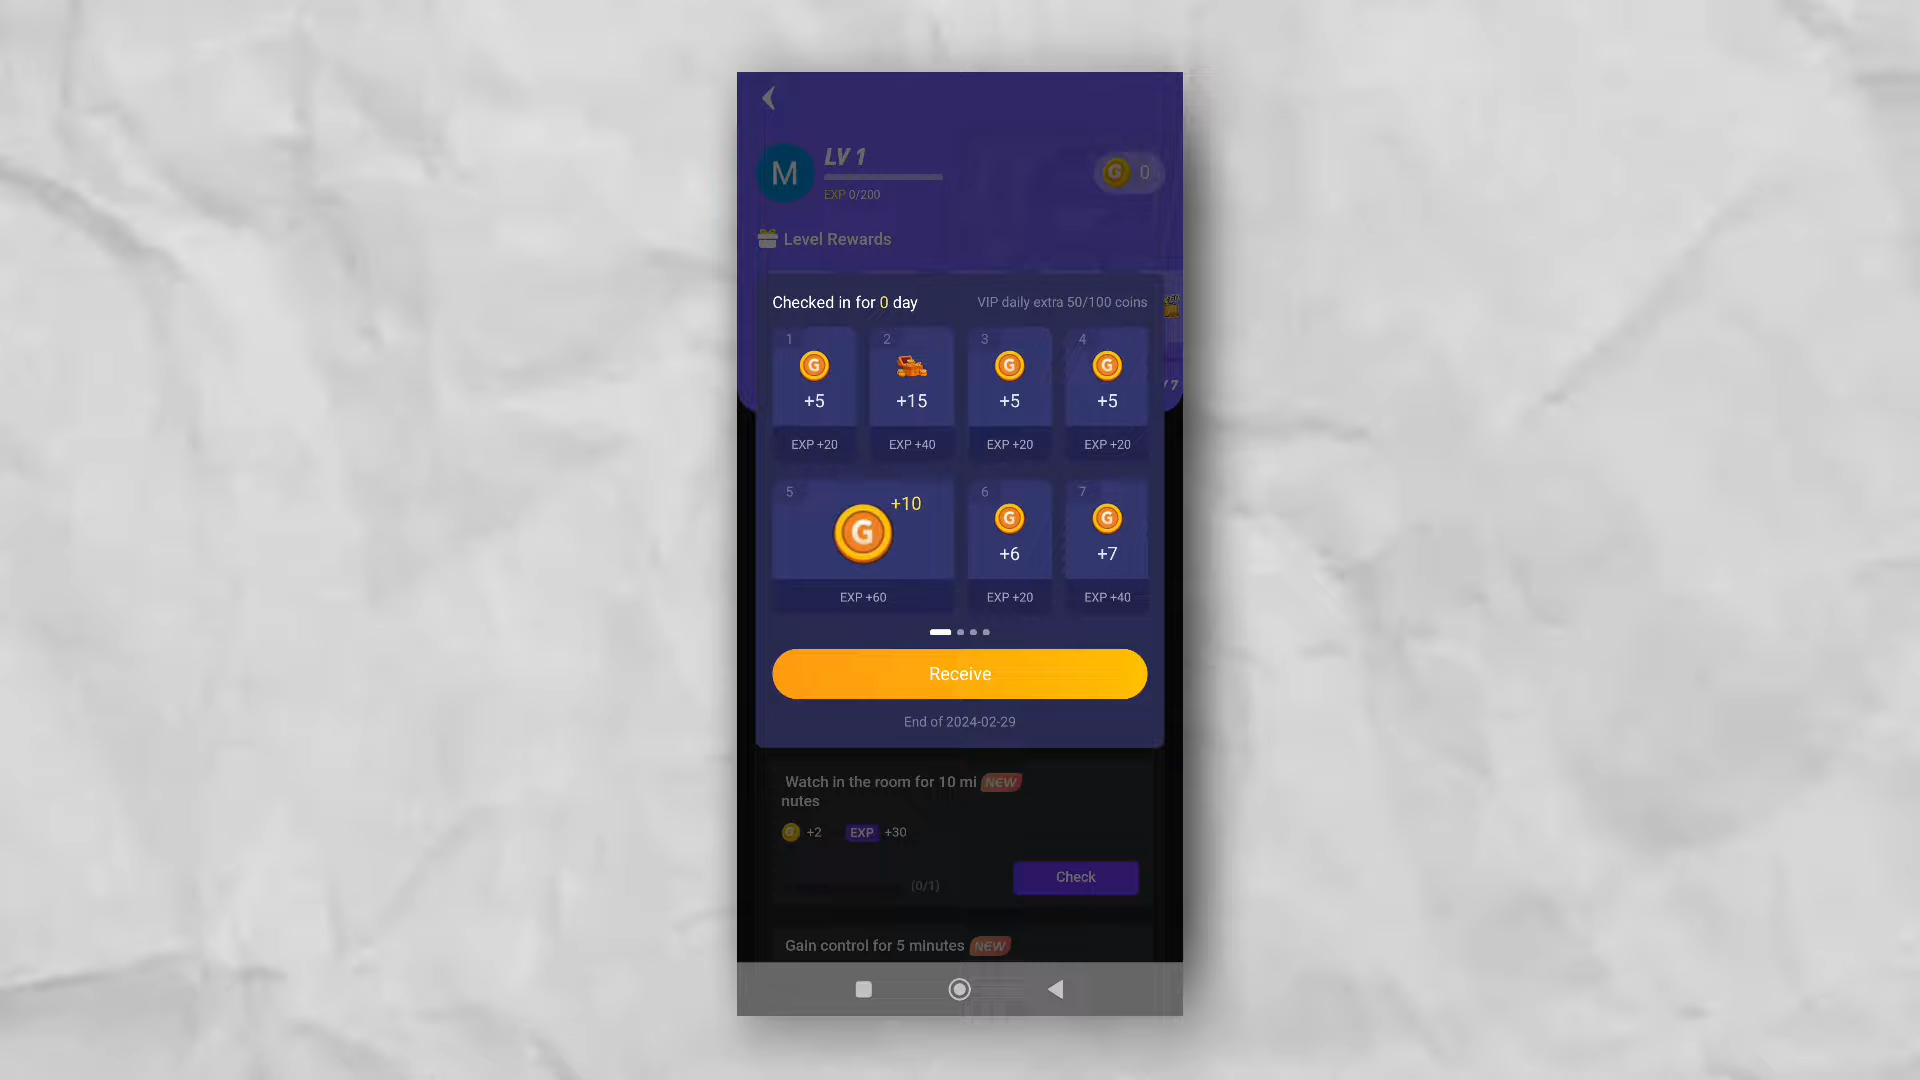 M
LV 1
EXP 0/200
G 0
Level Rewards
Checked in for 0 day
VIP daily extra 50/100 coins
1 2 3 4
G G G
+5 +15 +5 +5
/7
EXP +20 EXP +40 EXP +20 EXP +20
5 6 7
+10
G G G
+6 +7
EXP +60 EXP +20 EXP +40
Receive
End of 2024-02-29
Watch in the room for 10 mi NEW
nutes
G +2 EXP +30
(0/1)
Check
Gain control for 5 minutes NEW